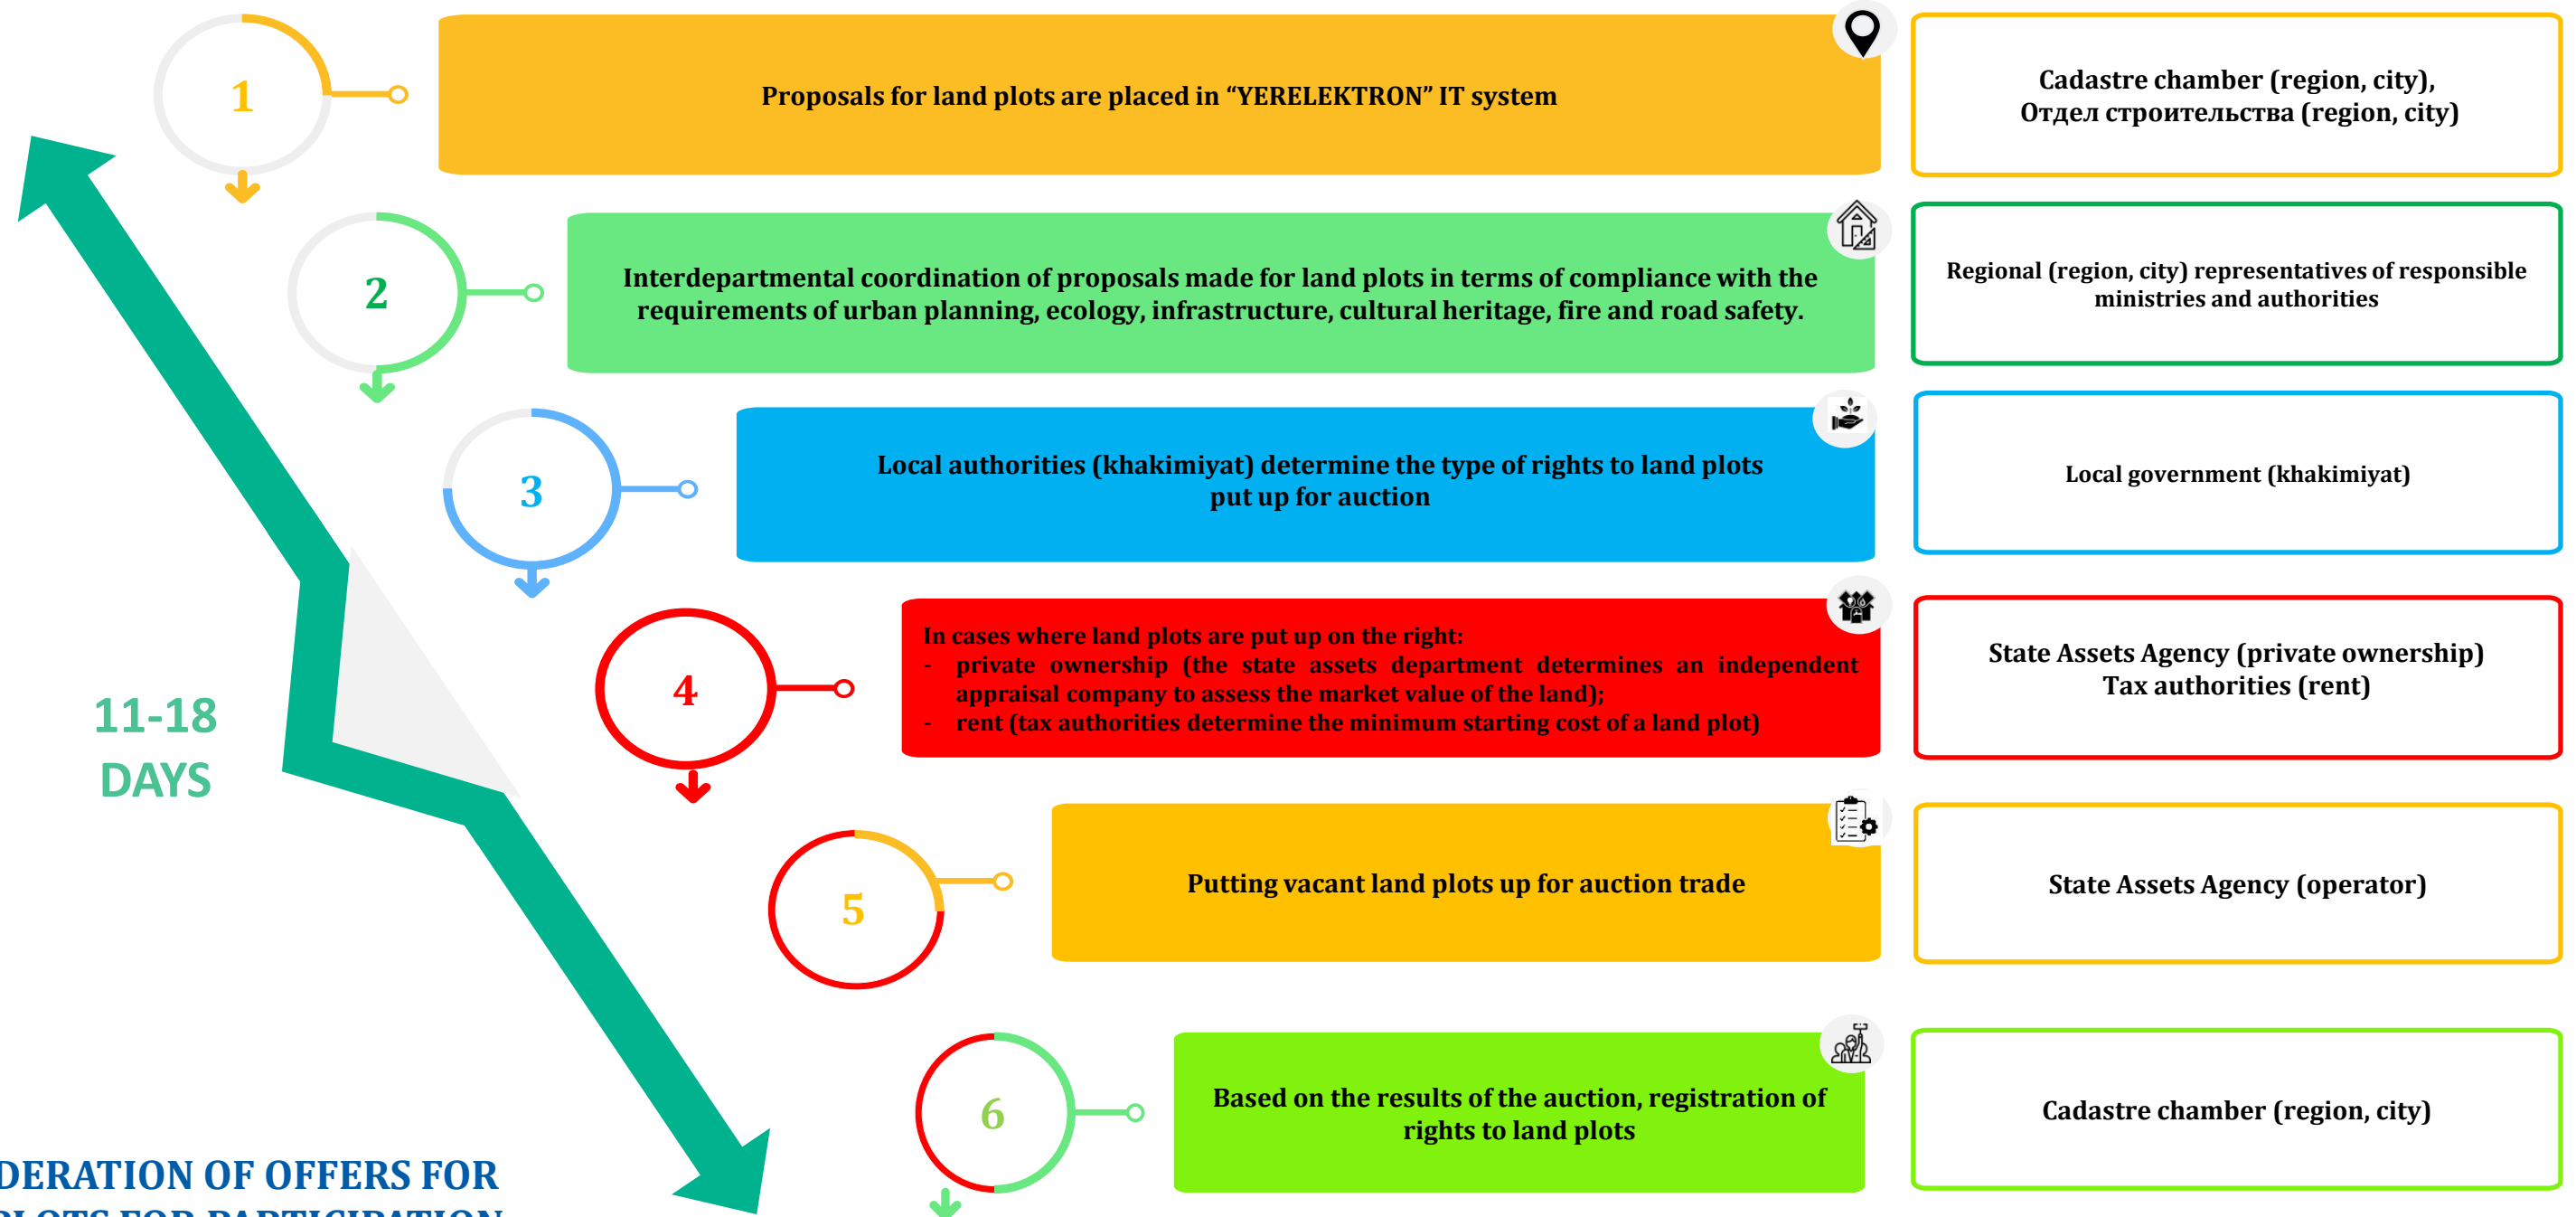 1
Proposals for land plots are placed in “YERELEKTRON” IT system
Cadastre chamber (region, city),
Отдел строительства (region, city)
2
Interdepartmental coordination of proposals made for land plots in terms of compliance with the
requirements of urban planning, ecology, infrastructure, cultural heritage, fire and road safety.
Regional (region, city) representatives of responsible
ministries and authorities
3
Local authorities (khakimiyat) determine the type of rights to land plots
put up for auction
Local government (khakimiyat)
4
In cases where land plots are put up on the right:
- private ownership (the state assets department determines an independent
appraisal company to assess the market value of the land);
- rent (tax authorities determine the minimum starting cost of a land plot)
State Assets Agency (private ownership)
Tax authorities (rent)
11-18
DAYS
5
Putting vacant land plots up for auction trade
State Assets Agency (operator)
6
Based on the results of the auction, registration of
rights to land plots
Cadastre chamber (region, city)
DERATION OF OFFERS FOR
PLOTS FOR PARTICIPATION